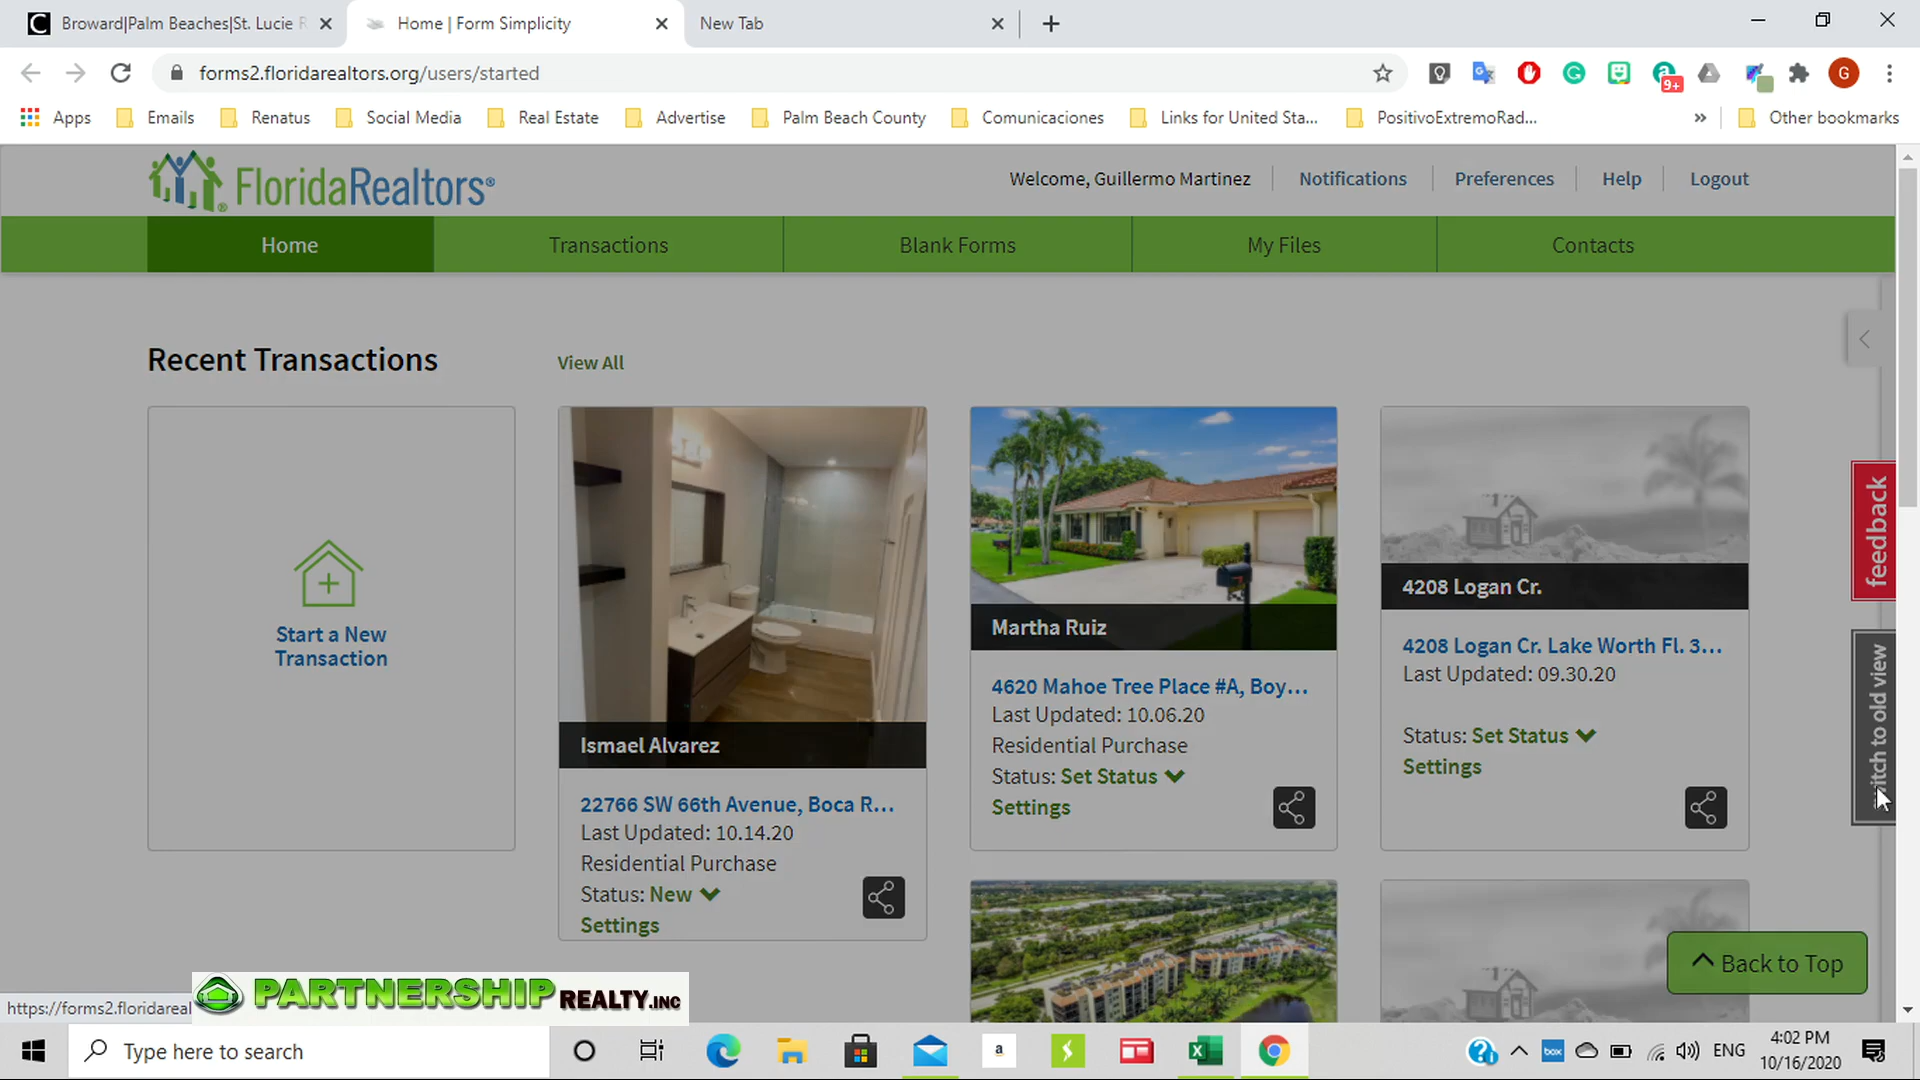 Broward|Palm Beaches|St. Lucie
Home | Form Simplicity
New Tab
forms2.floridarealtors.org/users/started
9+
G
Apps
Emails
Renatus
Social Media
Real Estate
Advertise
Palm Beach County
Comunicaciones
Links for United Sta...
PositivoExtremoRad...
»
Other bookmarks
FloridaRealtors®
Welcome, Guillermo Martinez
Notifications
Preferences
Help
Logout
Home
Transactions
Blank Forms
My Files
Contacts
Recent Transactions
View All
Start a New
Transaction
Ismael Alvarez
22766 SW 66th Avenue, Boca R...
Last Updated: 10.14.20
Residential Purchase
Status: New
Settings
Martha Ruiz
4620 Mahoe Tree Place #A, Boy...
Last Updated: 10.06.20
Residential Purchase
Status: Set Status
Settings
4208 Logan Cr.
4208 Logan Cr. Lake Worth Fl. 3...
Last Updated: 09.30.20
Status: Set Status
Settings
feedback
switch to old view
Back to Top
https://forms2.floridareal
PARTNERSHIP REALTY.INC
Type here to search
a
box
ENG
4:02 PM
10/16/2020